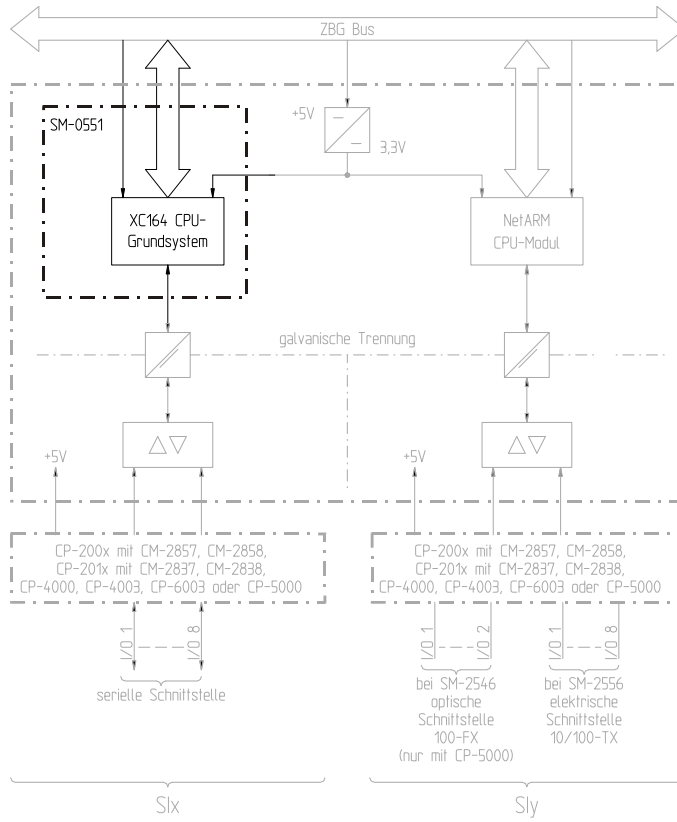 ZBG Bus
SM-0551
+5V
3,3V
XC164 CPU-
Grundsystem
NetARM
CPU-Modul
galvanische Trennung
+5V
+5V
CP-200x mit CM-2857, CM-2858,
CP-201x mit CM-2837, CM-2838,
CP-4000, CP-4003, CP-6003 oder CP-5000
CP-200x mit CM-2857, CM-2858,
CP-201x mit CM-2837, CM-2838,
CP-4000, CP-4003, CP-6003 oder CP-5000
I/O 1
I/O 8
I/O 1
I/O 2
I/O 1
I/O 8
serielle Schnittstelle
bei SM-2546
optische
Schnittstelle
100-FX
(nur mit CP-5000)
bei SM-2556
elektrische
Schnittstelle
10/100-TX
SIx
SIy